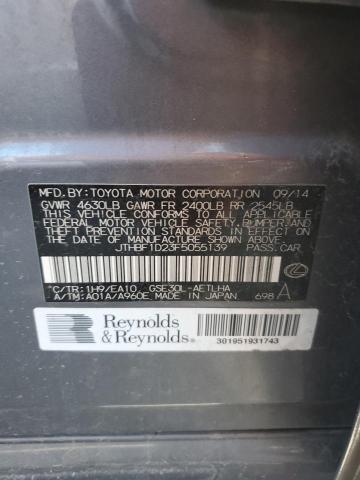 MFD. BY: TOYOTA MOTOR CORPORATION 09/14
GVWR 4630LB GAWR FR 2400LB RR 2545LB
THIS VEHICLE CONFORMS TO ALL APPLICABLE
FEDERAL MOTOR VEHICLE SAFETY, BUMPER, AND
THEFT PREVENTION STANDARDS IN EFFECT ON
THE DATE OF MANUFACTURE SHOWN ABOVE.
JTHBF1D23F5055139 PASS.CAR
C/TR: 1H9/EA10 GSE30L-AETLHA
A/TM: A01A/A960E MADE IN JAPAN 698 A
Reynolds
&Reynolds®
301951931743